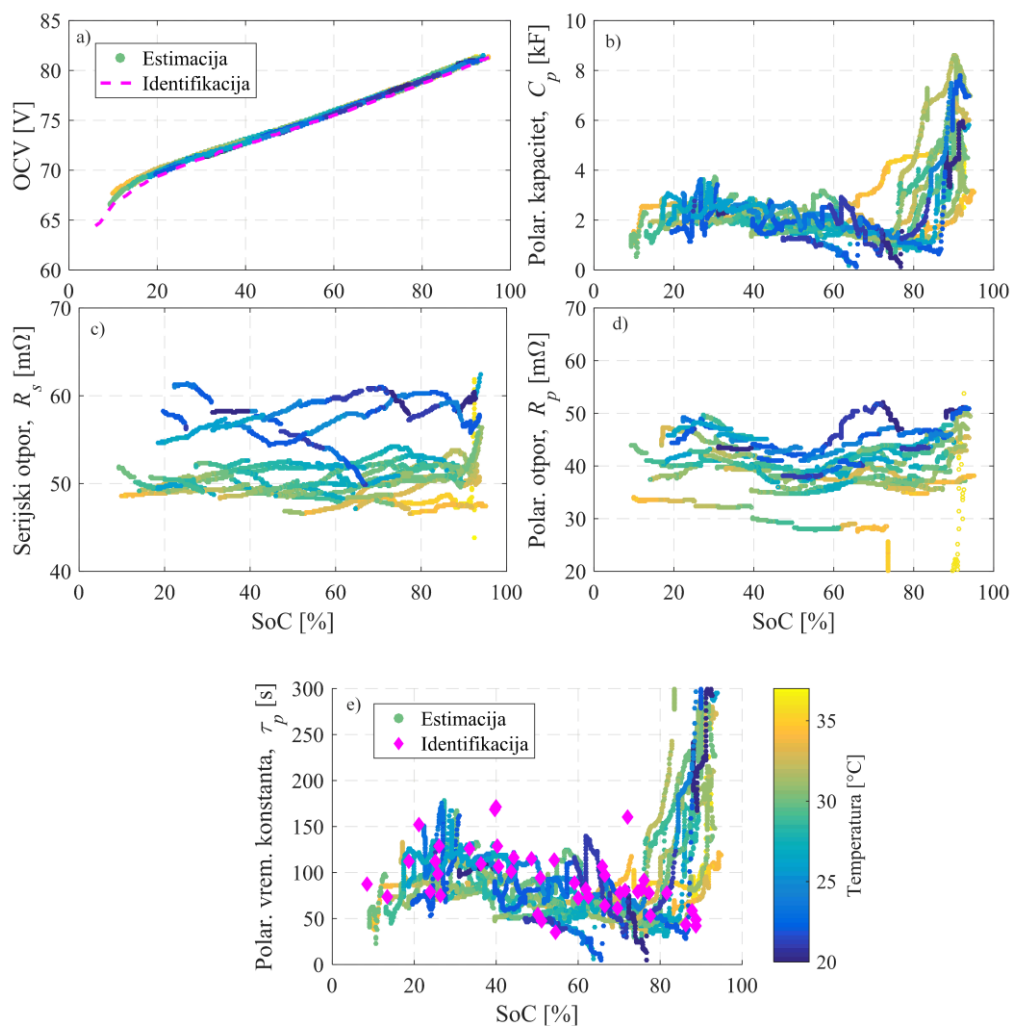 a)
Estimacija
Identifikacija
OCV [V]
85
80
75
70
65
60
0 20 40 60 80 100
b)
Polar. kapacitet, C_p [kF]
10
8
6
4
2
0
0 20 40 60 80 100
c)
Serijski otpor, R_s [mΩ]
70
60
50
40
0 20 40 60 80 100
SoC [%]
d)
Polar. otpor, R_p [mΩ]
70
60
50
40
30
20
0 20 40 60 80 100
SoC [%]
e)
Estimacija
Identifikacija
Polar. vrem. konstanta, τ_p [s]
300
250
200
150
100
50
0
0 20 40 60 80 100
SoC [%]
35
30
25
20
Temperatura [°C]